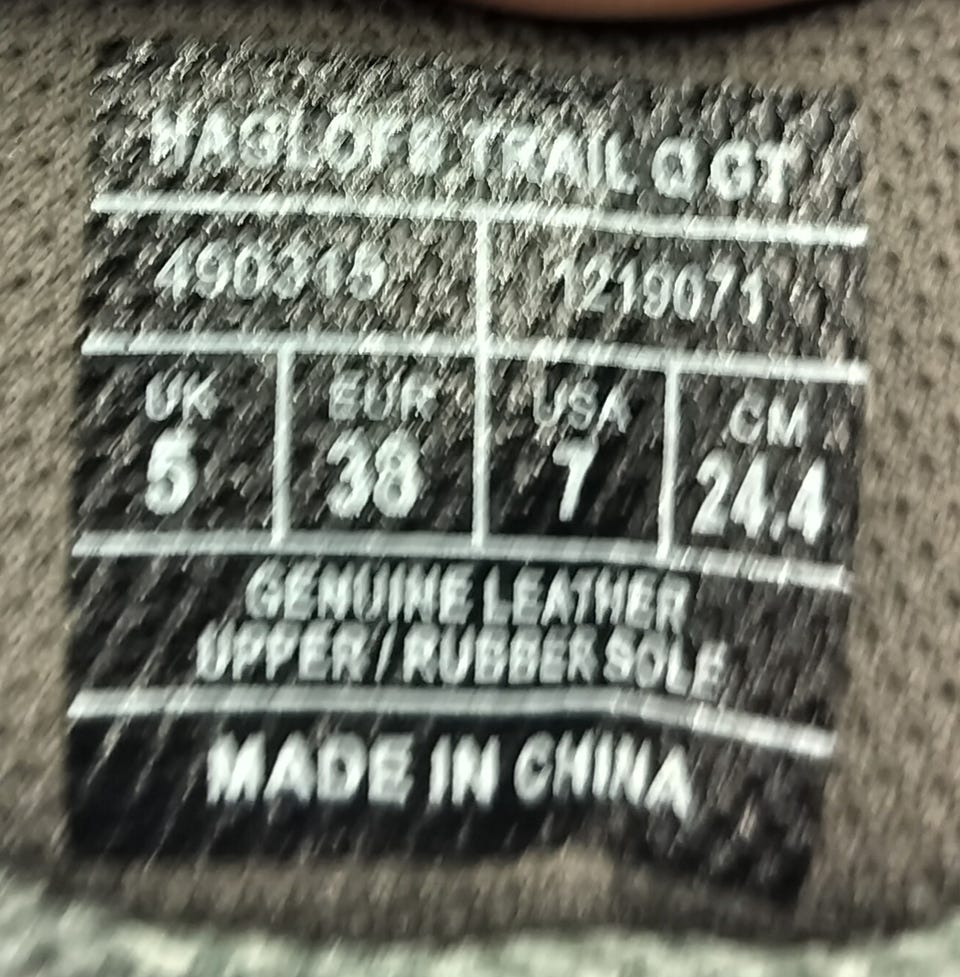 HAGLÖFS TRAIL Q GT
490315 1219071
UK EUR USA CM
5 38 7 24.4
GENUINE LEATHER
UPPER / RUBBER SOLE
MADE IN CHINA